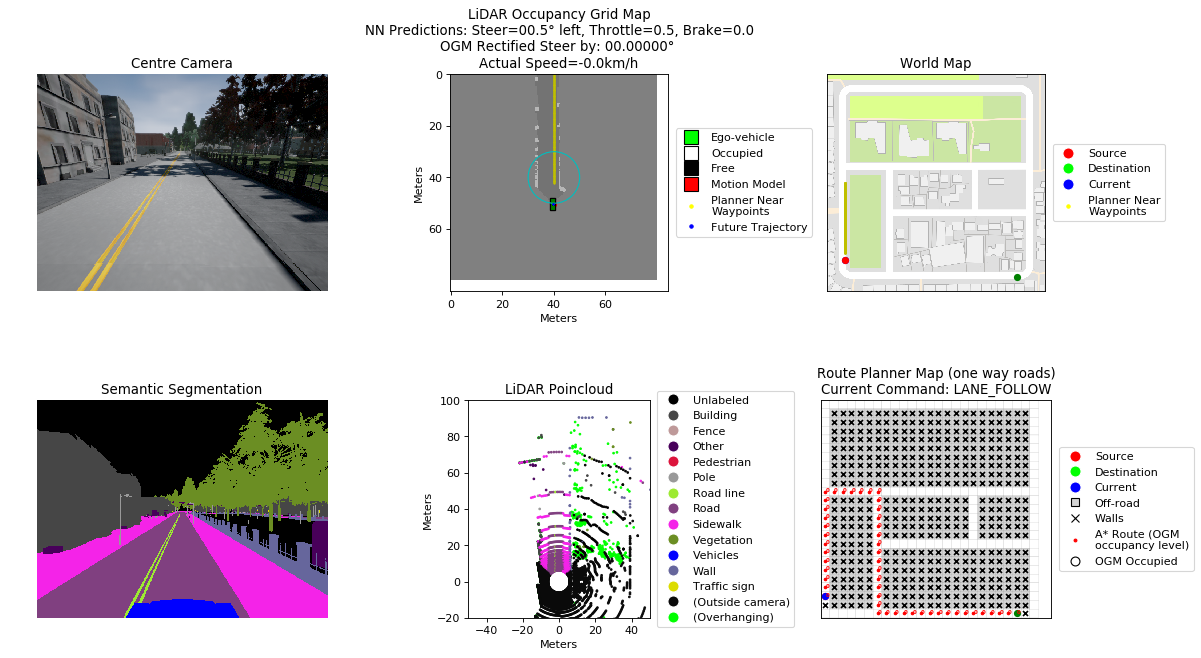 LiDAR Occupancy Grid Map
NN Predictions: Steer=00.5° left, Throttle=0.5, Brake=0.0
OGM Rectified Steer by: 00.00000°
Actual Speed=-0.0km/h
Centre Camera
World Map
0
20
40
60
Meters
0
20
40
60
Meters
Ego-vehicle
Occupied
Free
Motion Model
Planner Near
Waypoints
Future Trajectory
Source
Destination
Current
Planner Near
Waypoints
Semantic Segmentation
LiDAR Poincloud
Route Planner Map (one way roads)
Current Command: LANE_FOLLOW
100
80
60
40
20
0
−20
Meters
−40
−20
0
20
40
Meters
Unlabeled
Building
Fence
Other
Pedestrian
Pole
Road line
Road
Sidewalk
Vegetation
Vehicles
Wall
Traffic sign
(Outside camera)
(Overhanging)
Source
Destination
Current
Off-road
Walls
A* Route (OGM
occupancy level)
OGM Occupied